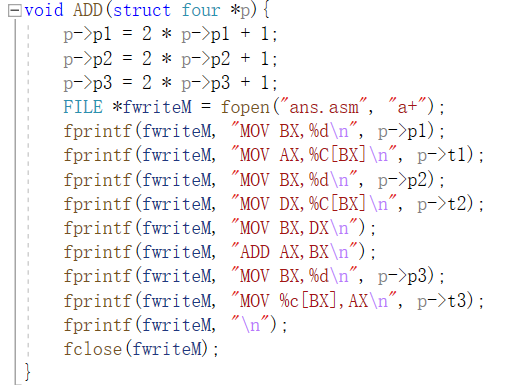 void ADD(struct four *p){
p->p1 = 2 * p->p1 + 1;
p->p2 = 2 * p->p2 + 1;
p->p3 = 2 * p->p3 + 1;
FILE *fwriteM = fopen("ans.asm", "a+");
fprintf(fwriteM, "MOV BX,%d\n", p->p1);
fprintf(fwriteM, "MOV AX,%C[BX]\n", p->t1);
fprintf(fwriteM, "MOV BX,%d\n", p->p2);
fprintf(fwriteM, "MOV DX,%C[BX]\n", p->t2);
fprintf(fwriteM, "MOV BX,DX\n");
fprintf(fwriteM, "ADD AX,BX\n");
fprintf(fwriteM, "MOV BX,%d\n", p->p3);
fprintf(fwriteM, "MOV %c[BX],AX\n", p->t3);
fprintf(fwriteM, "\n");
fclose(fwriteM);
}